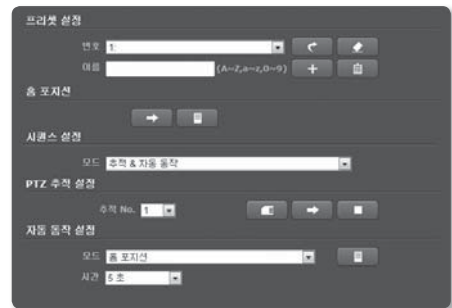 프리셋 설정
번호 1:
이름 (A~Z,a~z,0~9)
홈 포지션
시퀀스 설정
모드 추적 & 자동 동작
PTZ 추적 설정
추적 No. 1
자동 동작 설정
모드 홈 포지션
시간 5 초